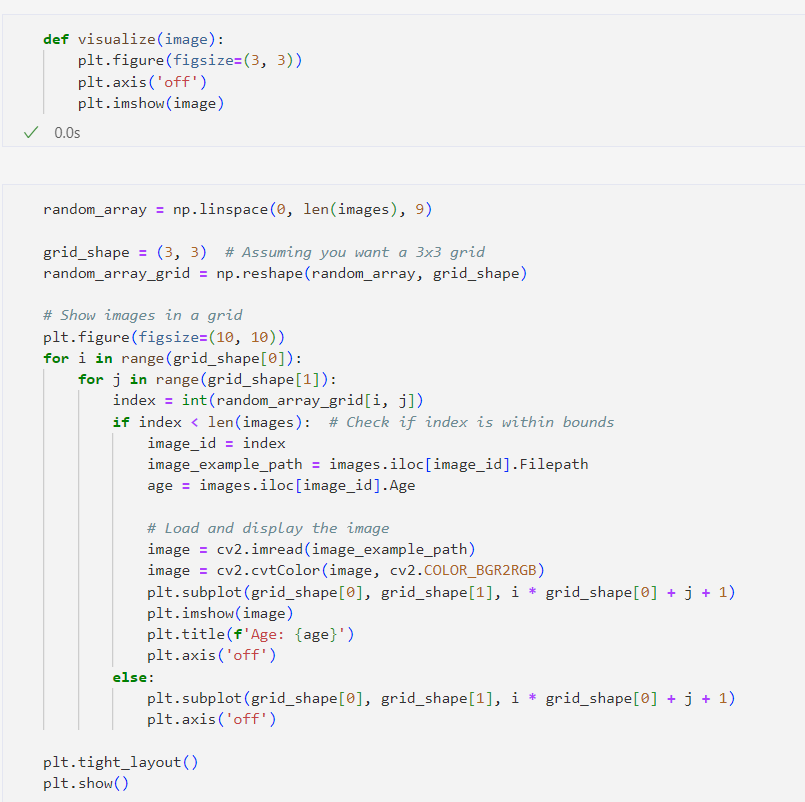 def visualize(image):
    plt.figure(figsize=(3, 3))
    plt.axis('off')
    plt.imshow(image)
✓ 0.0s
random_array = np.linspace(0, len(images), 9)
grid_shape = (3, 3)  # Assuming you want a 3x3 grid
random_array_grid = np.reshape(random_array, grid_shape)
# Show images in a grid
plt.figure(figsize=(10, 10))
for i in range(grid_shape[0]):
    for j in range(grid_shape[1]):
        index = int(random_array_grid[i, j])
        if index < len(images):  # Check if index is within bounds
            image_id = index
            image_example_path = images.iloc[image_id].Filepath
            age = images.iloc[image_id].Age
            # Load and display the image
            image = cv2.imread(image_example_path)
            image = cv2.cvtColor(image, cv2.COLOR_BGR2RGB)
            plt.subplot(grid_shape[0], grid_shape[1], i * grid_shape[0] + j + 1)
            plt.imshow(image)
            plt.title(f'Age: {age}')
            plt.axis('off')
        else:
            plt.subplot(grid_shape[0], grid_shape[1], i * grid_shape[0] + j + 1)
            plt.axis('off')
plt.tight_layout()
plt.show()